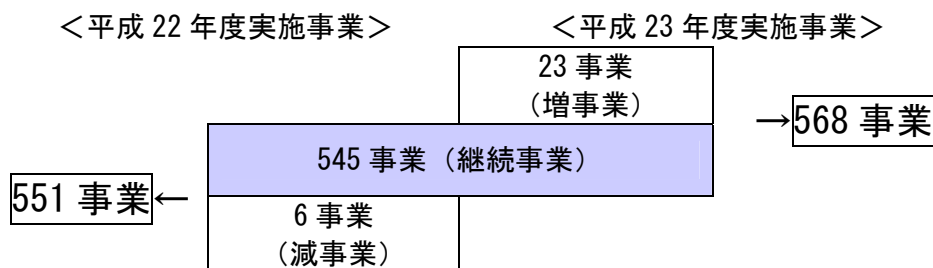 ＜平成 22 年度実施事業＞
＜平成 23 年度実施事業＞
23 事業
（増事業）
→568 事業
545 事業（継続事業）
551 事業←
6 事業
（減事業）